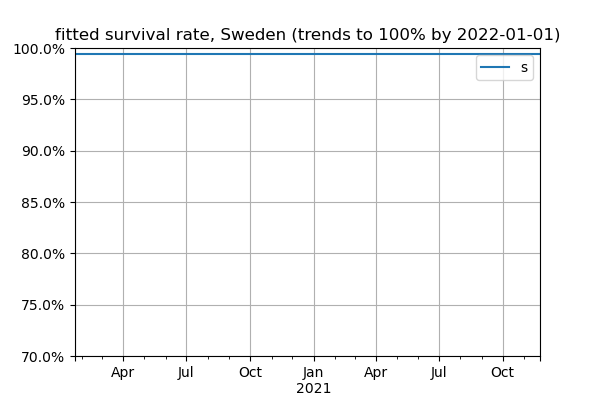 fitted survival rate, Sweden (trends to 100% by 2022-01-01)
100.0%
s
95.0%
90.0%
85.0%
80.0%
75.0%
70.0%
Apr Jul Oct Jan Apr Jul Oct
2021